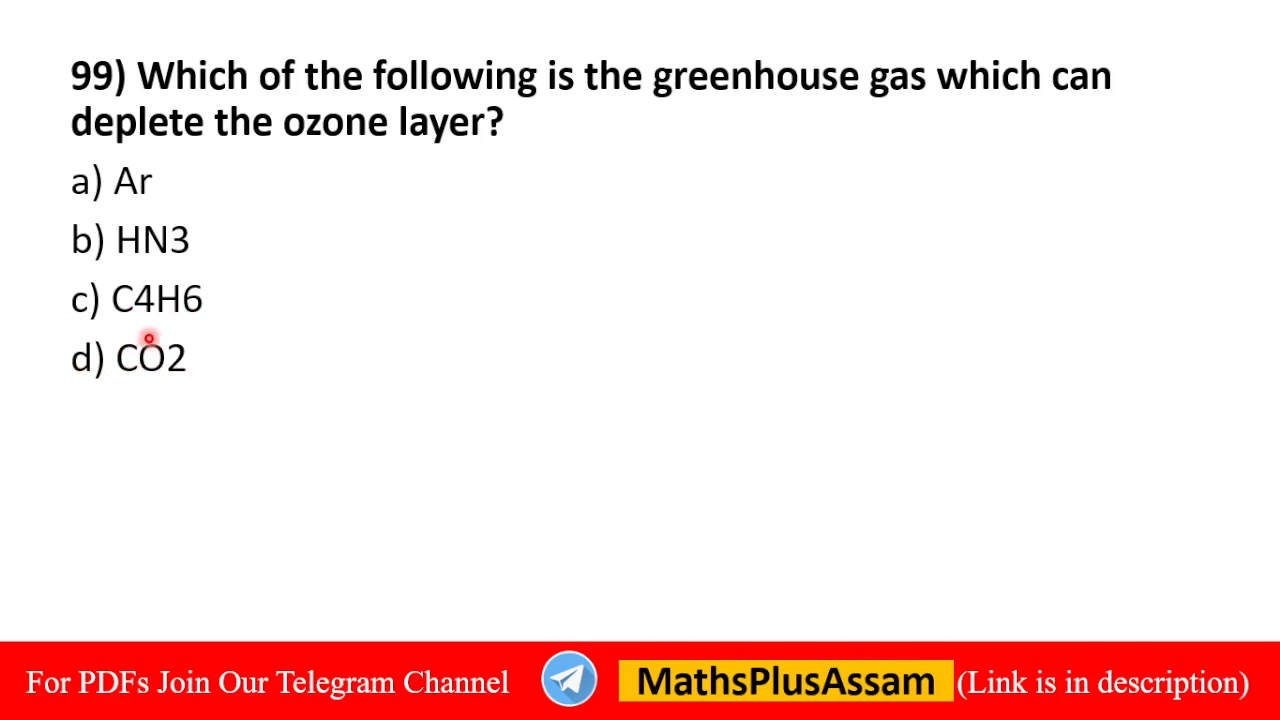 99) Which of the following is the greenhouse gas which can
deplete the ozone layer?
a) Ar
b) HN3
c) C4H6
d) CO2
For PDFs Join Our Telegram Channel MathsPlusAssam (Link is in description)